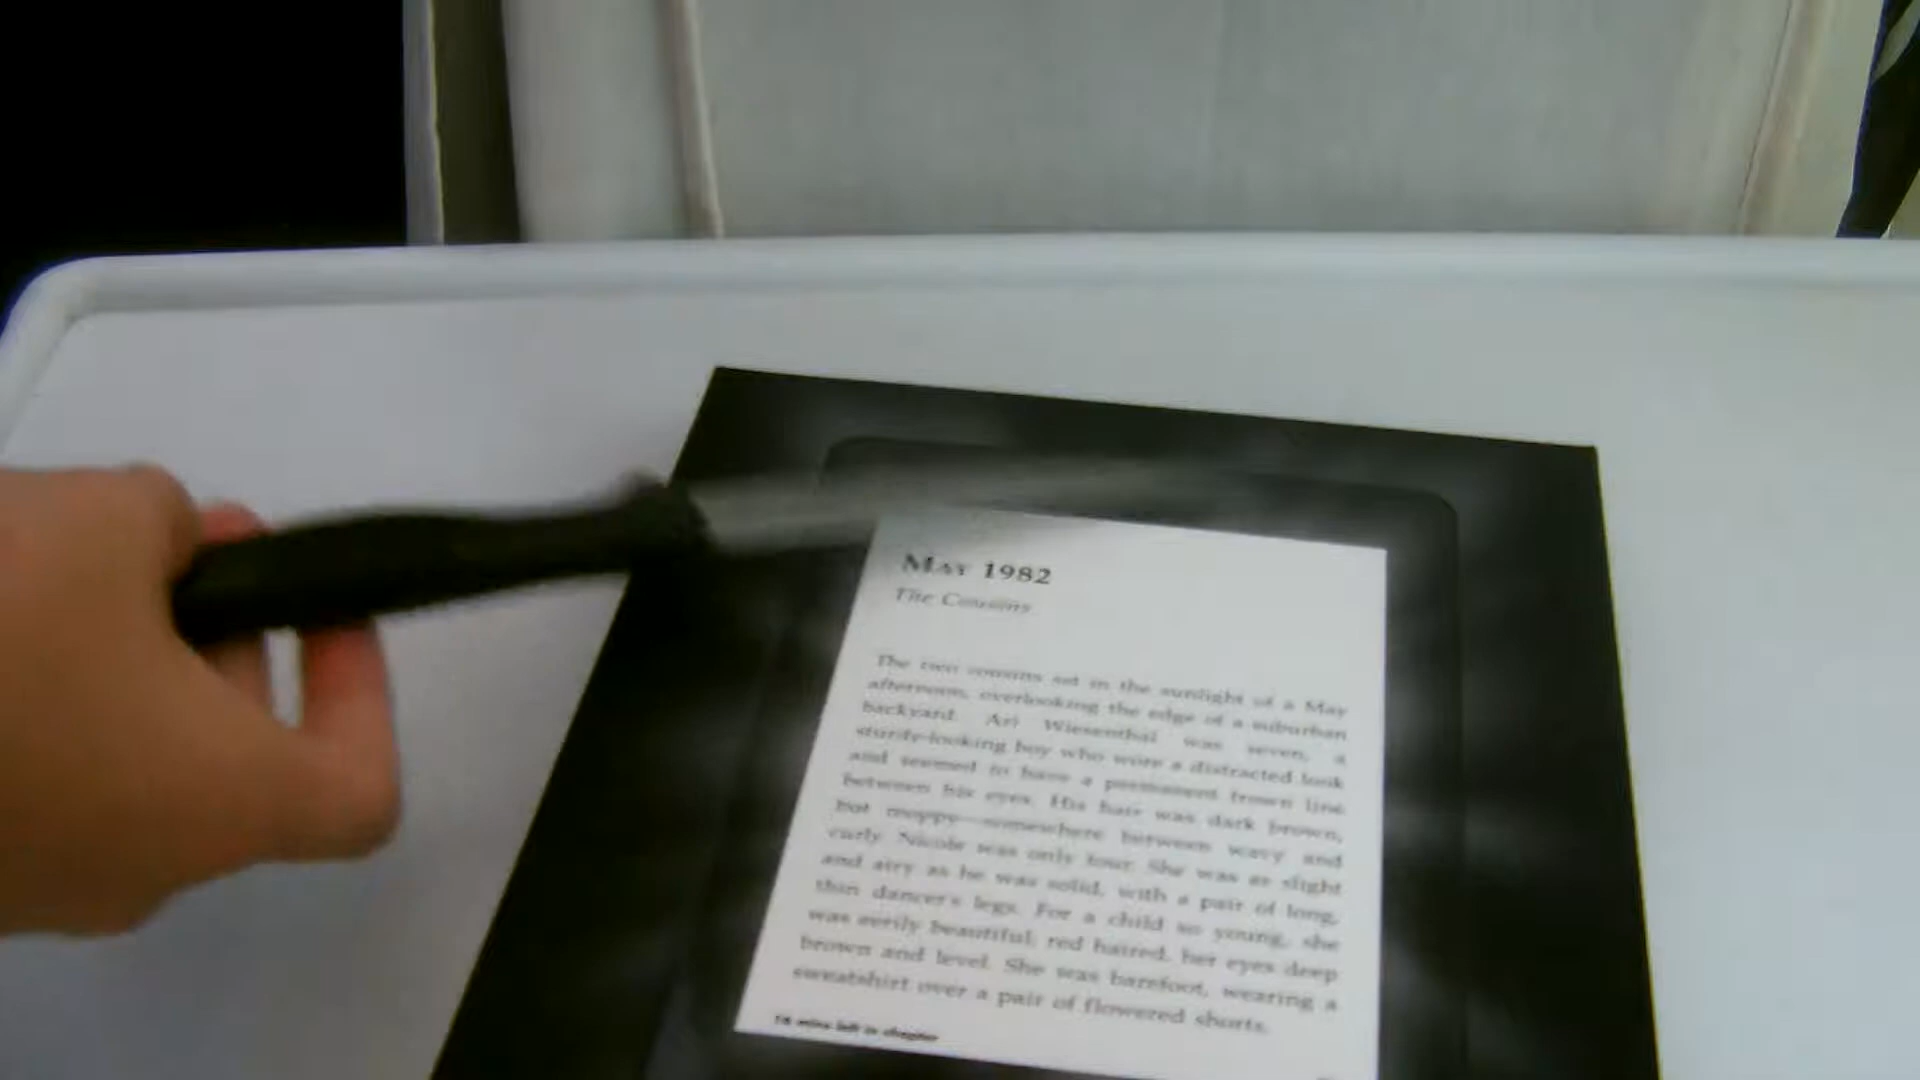 MAY 1982
The Cousins
The two cousins sat in the sunlight of a May
afternoon, overlooking the edge of a suburban
backyard. Ari Wiesenthal was seven, a
sturdy-looking boy who wore a distracted look
and seemed to have a permanent frown line
between his eyes. His hair was dark brown,
but moppy—somewhere between wavy and
curly. Nicole was only four. She was as slight
and airy as he was solid, with a pair of long,
thin dancer's legs. For a child so young, she
was eerily beautiful; red haired, her eyes deep
brown and level. She was barefoot, wearing a
sweatshirt over a pair of flowered shorts.
mins left in chapter